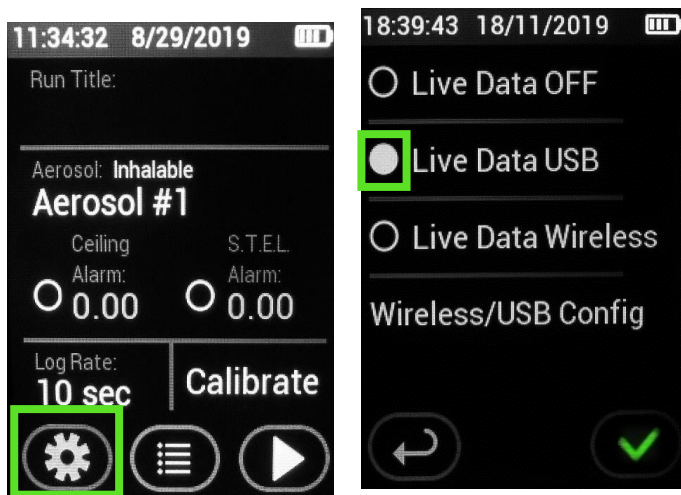 11:34:32 8/29/2019
Run Title:
Aerosol: Inhalable
Aerosol #1
Ceiling
Alarm:
0.00
S.T.E.L.
Alarm:
0.00
Log Rate:
10 sec
Calibrate
18:39:43 18/11/2019
Live Data OFF
Live Data USB
Live Data Wireless
Wireless/USB Config